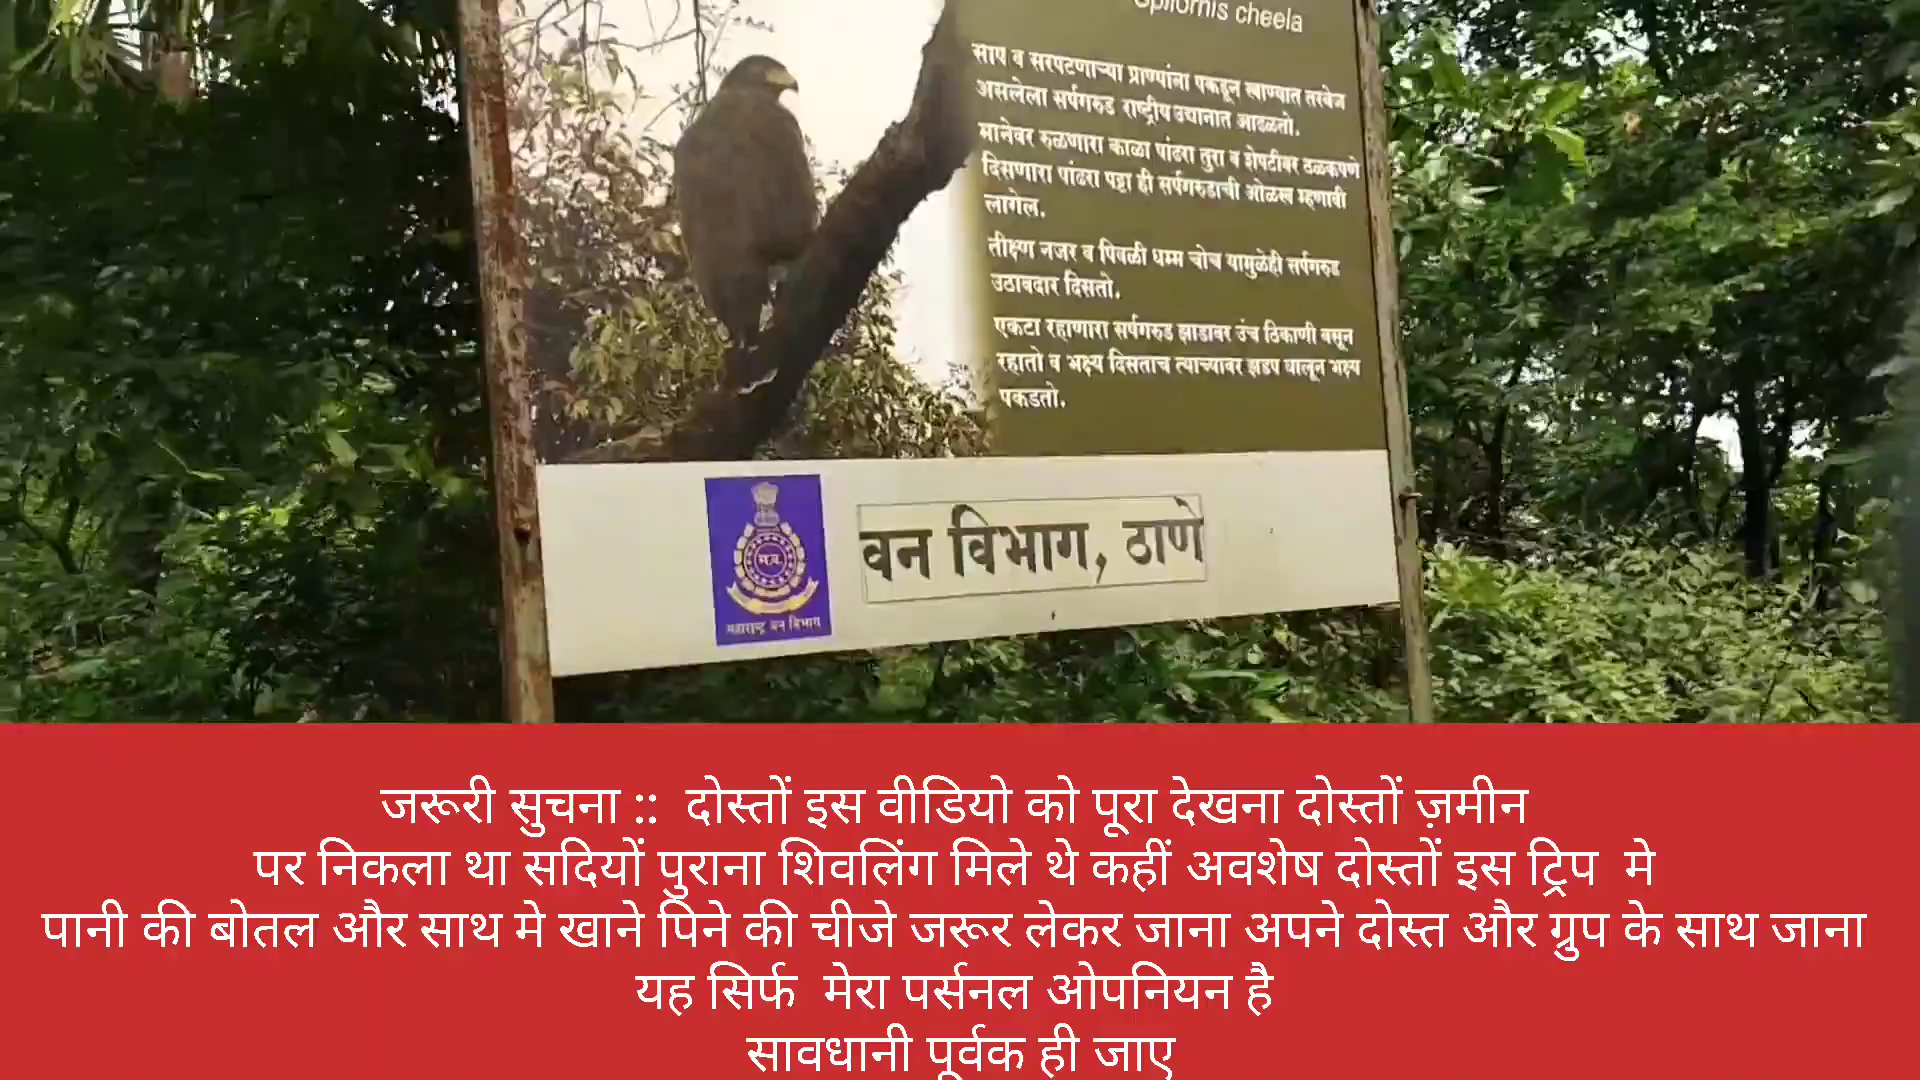 Spilornis cheela
साप व सरपटणाऱ्या प्राण्यांना पकडून खाण्यात तरबेज
असलेला सर्पगरुड राष्ट्रीय उद्यानात आढळतो.
मानेवर रुळणारा काळा पांढरा तुरा व शेपटीवर ठळकपणे
दिसणारा पांढरा पट्टा ही सर्पगरुडाची ओळख म्हणावी
लागेल.
तीक्ष्ण नजर व पिवळी धम्म चोच यामुळेही सर्पगरुड
उठावदार दिसतो.
एकटा रहाणारा सर्पगरुड झाडावर उंच ठिकाणी बसून
रहातो व भक्ष्य दिसताच त्याच्यावर झडप घालून भक्ष्य
पकडतो.
वन विभाग, ठाणे
म.व.
महाराष्ट्र वन विभाग
जरूरी सुचना :: दोस्तों इस वीडियो को पूरा देखना दोस्तों ज़मीन
पर निकला था सदियों पुराना शिवलिंग मिले थे कहीं अवशेष दोस्तों इस ट्रिप मे
पानी की बोतल और साथ मे खाने पिने की चीजे जरूर लेकर जाना अपने दोस्त और ग्रुप के साथ जाना
यह सिर्फ मेरा पर्सनल ओपनियन है
सावधानी पूर्वक ही जाए